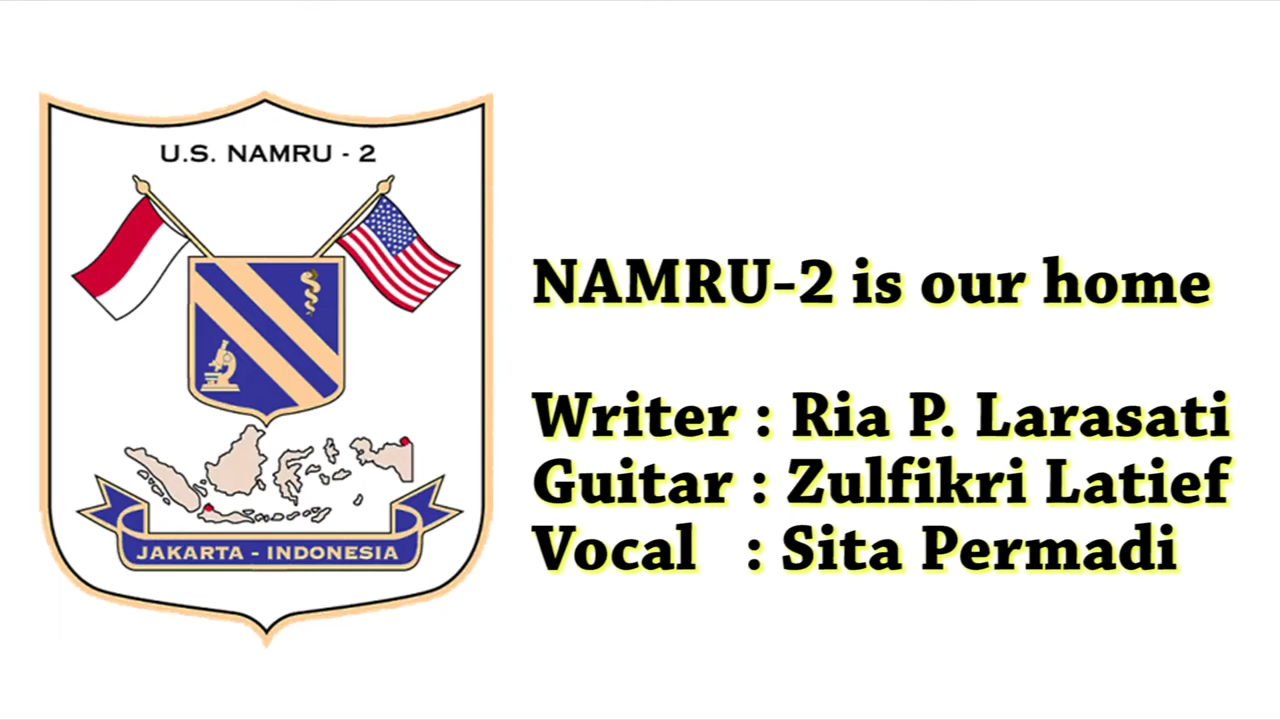 U.S. NAMRU - 2
JAKARTA - INDONESIA
NAMRU-2 is our home
Writer : Ria P. Larasati
Guitar : Zulfikri Latief
Vocal : Sita Permadi